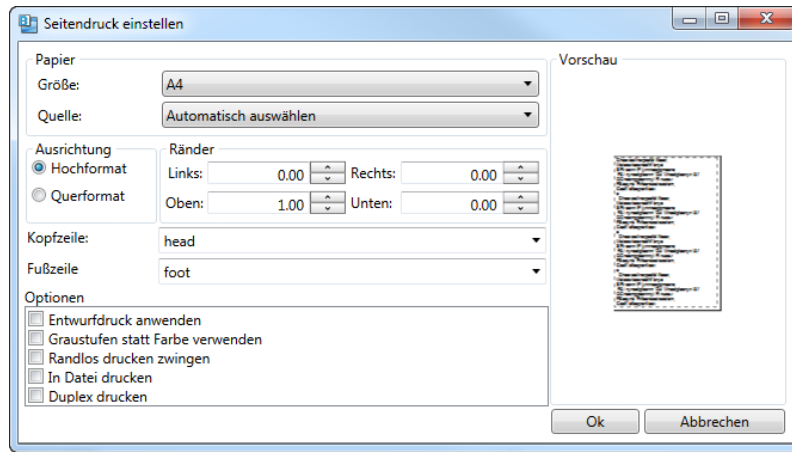 Seitendruck einstellen
Papier
Größe: A4
Quelle: Automatisch auswählen
Ausrichtung
Hochformat
Querformat
Ränder
Links: 0.00 Rechts: 0.00
Oben: 1.00 Unten: 0.00
Kopfzeile: head
Fußzeile foot
Optionen
Entwurfdruck anwenden
Graustufen statt Farbe verwenden
Randlos drucken zwingen
In Datei drucken
Duplex drucken
Vorschau
Ok Abbrechen